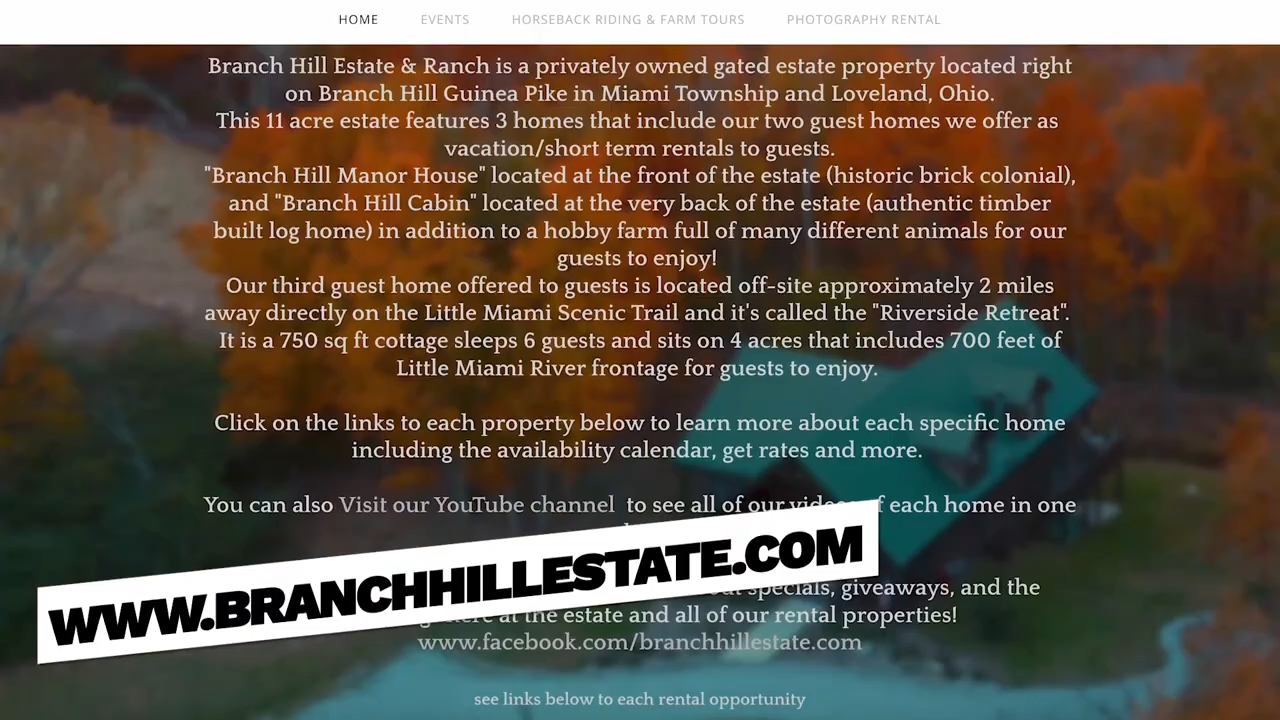 HOME EVENTS HORSEBACK RIDING & FARM TOURS PHOTOGRAPHY RENTAL
Branch Hill Estate & Ranch is a privately owned gated estate property located right
on Branch Hill Guinea Pike in Miami Township and Loveland, Ohio.
This 11 acre estate features 3 homes that include our two guest homes we offer as
vacation/short term rentals to guests.
"Branch Hill Manor House" located at the front of the estate (historic brick colonial),
and "Branch Hill Cabin" located at the very back of the estate (authentic timber
built log home) in addition to a hobby farm full of many different animals for our
guests to enjoy!
Our third guest home offered to guests is located off-site approximately 2 miles
away directly on the Little Miami Scenic Trail and it's called the "Riverside Retreat".
It is a 750 sq ft cottage sleeps 6 guests and sits on 4 acres that includes 700 feet of
Little Miami River frontage for guests to enjoy.
Click on the links to each property below to learn more about each specific home
including the availability calendar, get rates and more.
You can also Visit our YouTube channel to see all of our each home in one
WWW.BRANCHHILLESTATE.COM
specials, giveaways, and the
at the estate and all of our rental properties!
www.facebook.com/branchhillestate.com
see links below to each rental opportunity